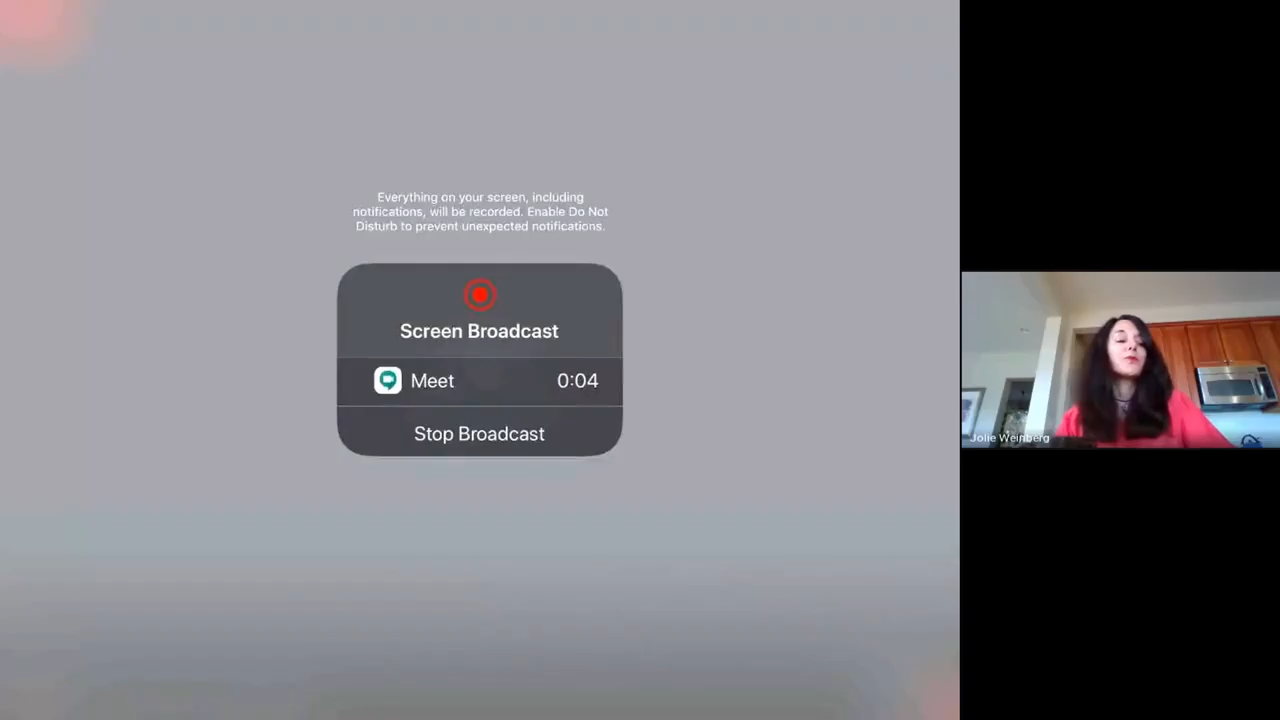 Everything on your screen, including
notifications, will be recorded. Enable Do Not
Disturb to prevent unexpected notifications.
Screen Broadcast
Meet 0:04
Stop Broadcast
Jolie Weinberg